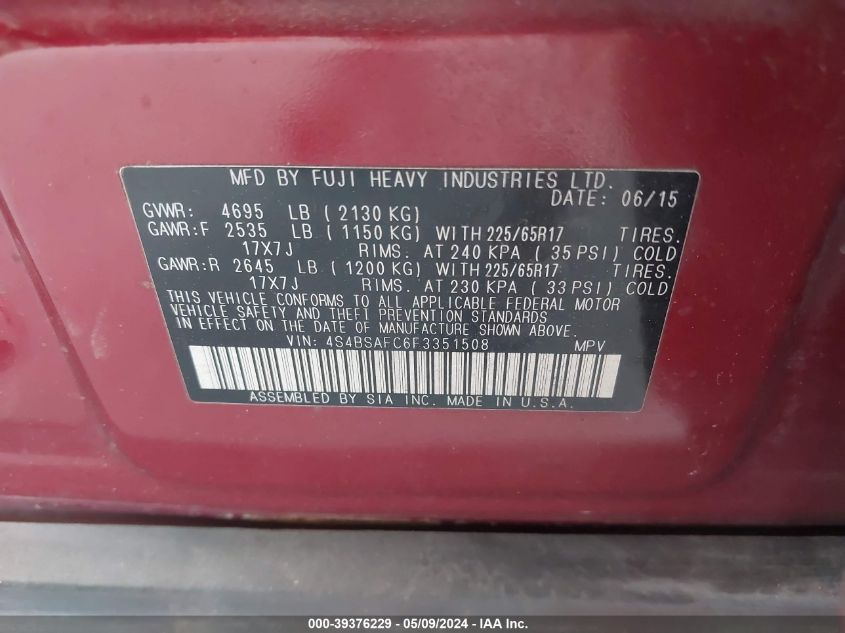 MFD BY FUJI HEAVY INDUSTRIES LTD.
DATE: 06/15
GVWR: 4695 LB ( 2130 KG)
GAWR:F 2535 LB ( 1150 KG) WITH 225/65R17 TIRES.
17X7J RIMS. AT 240 KPA ( 35 PSI) COLD
GAWR:R 2645 LB ( 1200 KG) WITH 225/65R17 TIRES.
17X7J RIMS. AT 230 KPA ( 33 PSI) COLD
THIS VEHICLE CONFORMS TO ALL APPLICABLE FEDERAL MOTOR
VEHICLE SAFETY AND THEFT PREVENTION STANDARDS
IN EFFECT ON THE DATE OF MANUFACTURE SHOWN ABOVE.
VIN: 4S4BSAFC6F3351508 MPV
ASSEMBLED BY SIA INC. MADE IN U.S.A.
000-39376229 - 05/09/2024 - IAA Inc.